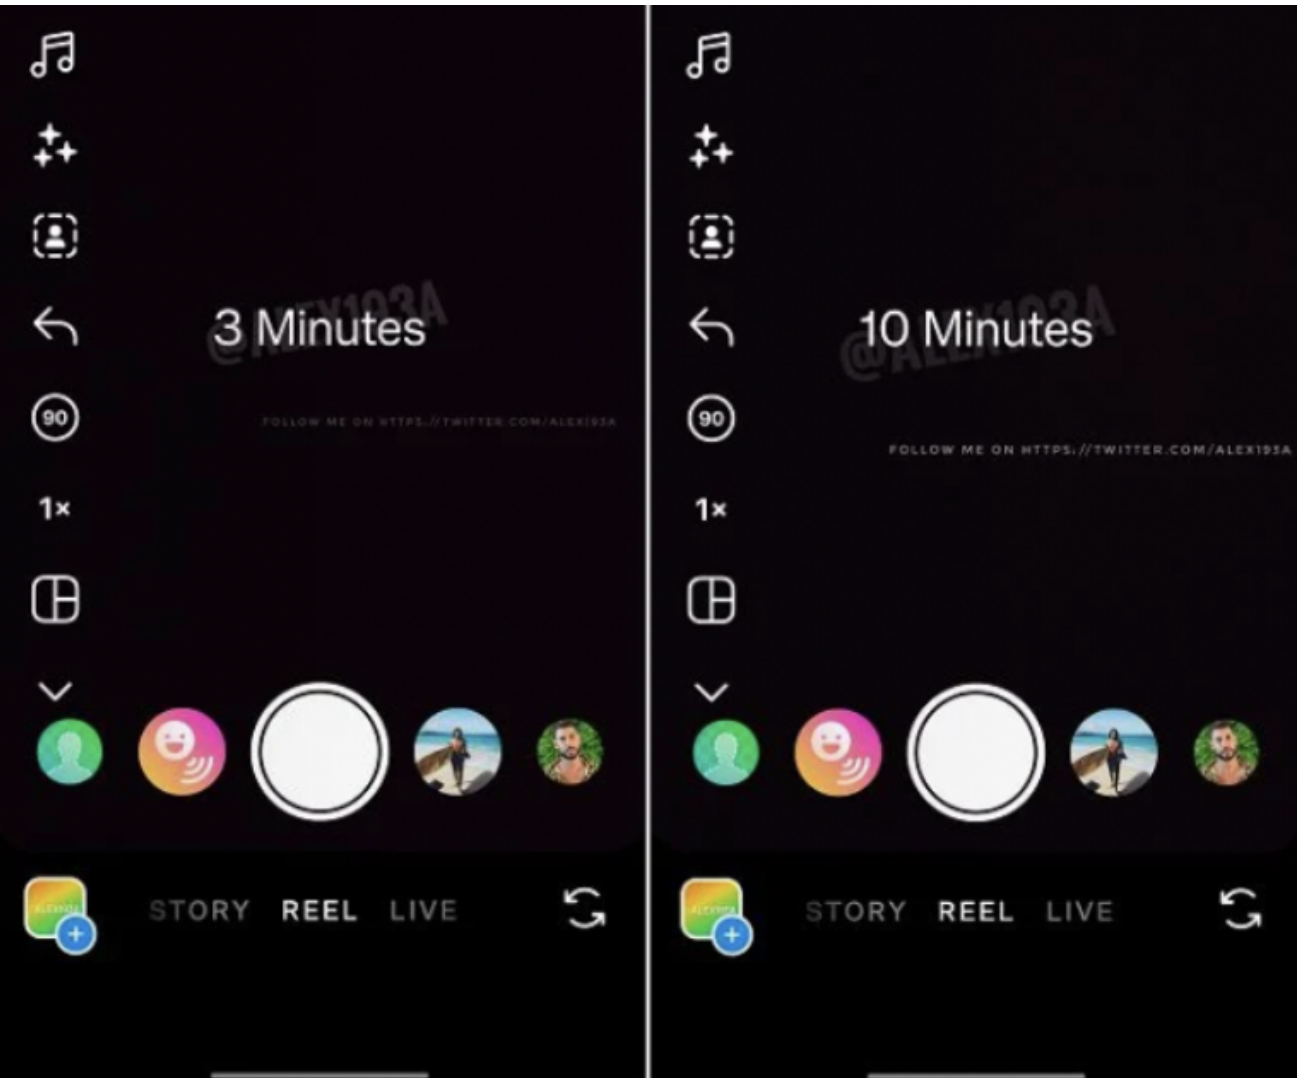 @ALEX193A
3 Minutes
FOLLOW ME ON HTTPS://TWITTER.COM/ALEX193A
90
1×
STORY REEL LIVE
@ALEX193A
10 Minutes
90
FOLLOW ME ON HTTPS://TWITTER.COM/ALEX193A
1×
STORY REEL LIVE